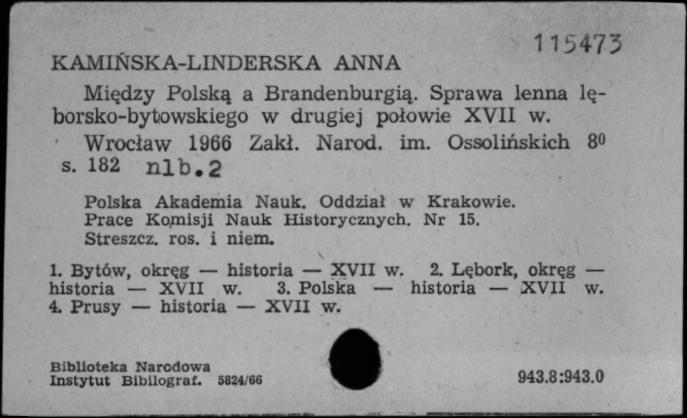 115473
KAMIŃSKA-LINDERSKA ANNA
Między Polską a Brandenburgią. Sprawa lenna lę-
borsko-bytowskiego w drugiej połowie XVII w.
Wrocław 1966 Zakł. Narod. im. Ossolińskich 8⁰
s. 182 nlb.2
Polska Akademia Nauk. Oddział w Krakowie.
Prace Komisji Nauk Historycznych. Nr 15.
Streszcz. ros. i niem.
1. Bytów, okręg — historia — XVII w. 2. Lębork, okręg —
historia — XVII w. 3. Polska — historia — XVII w.
4. Prusy — historia — XVII w.
Biblioteka Narodowa
Instytut Bibilograf. 5824/66
943.8:943.0